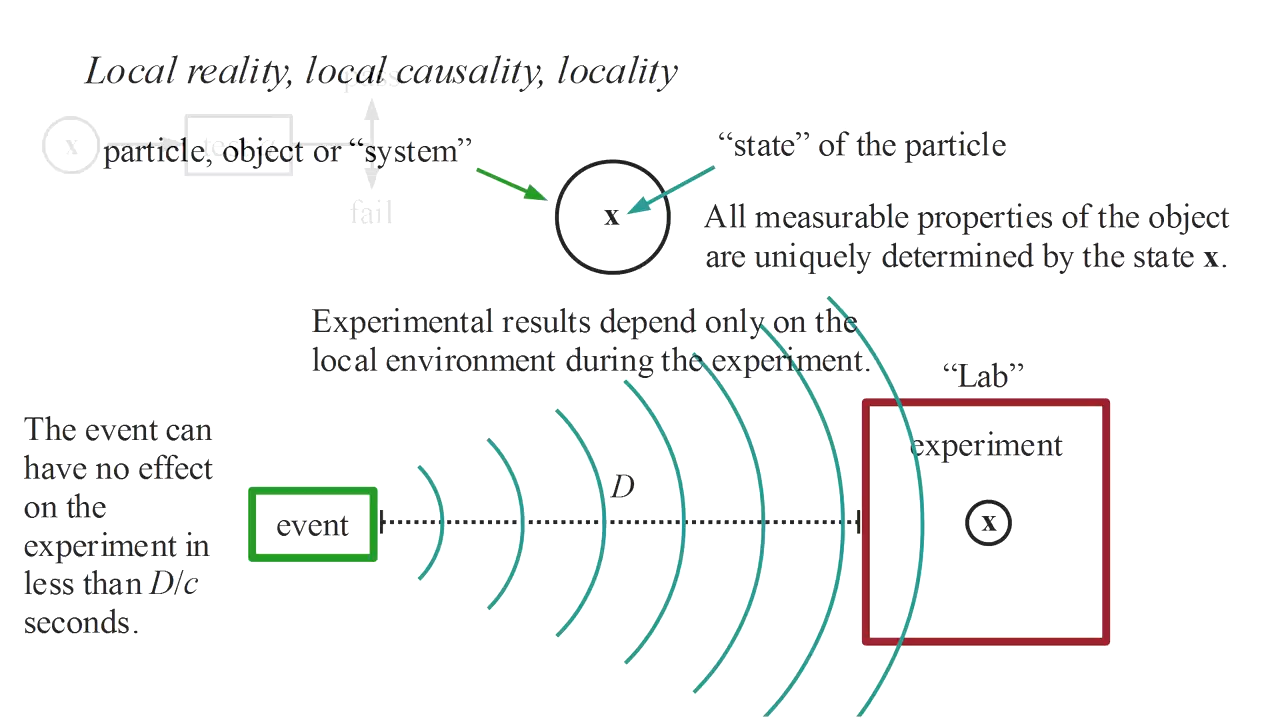 Local reality, local causality, locality
pass
x
particle, object or “system”
fail
“state” of the particle
x
All measurable properties of the object
are uniquely determined by the state x.
Experimental results depend only on the
local environment during the experiment.
“Lab”
The event can
have no effect
on the
experiment in
less than D/c
seconds.
event
D
experiment
x